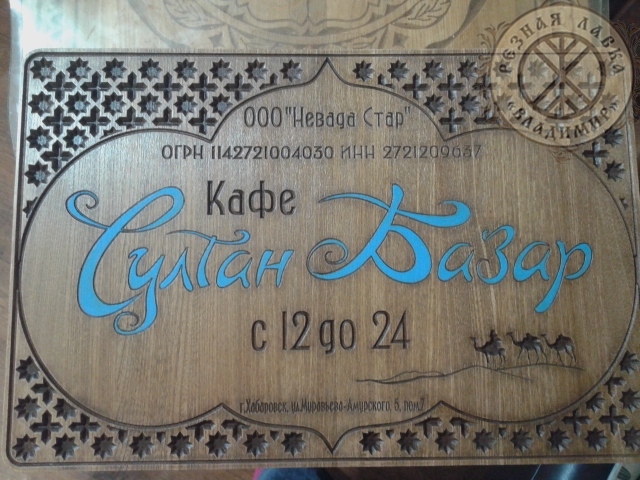 РЕЗНАЯ ЛАВКА
«ВЛАДИМИР»
ООО "Невада Стар"
ОГРН 1142721004030 ИНН 2721209637
Кафе
Султан Базар
с 12 до 24
г.Хабаровск, ул.Муравьева-Амурского, 5, пом.7